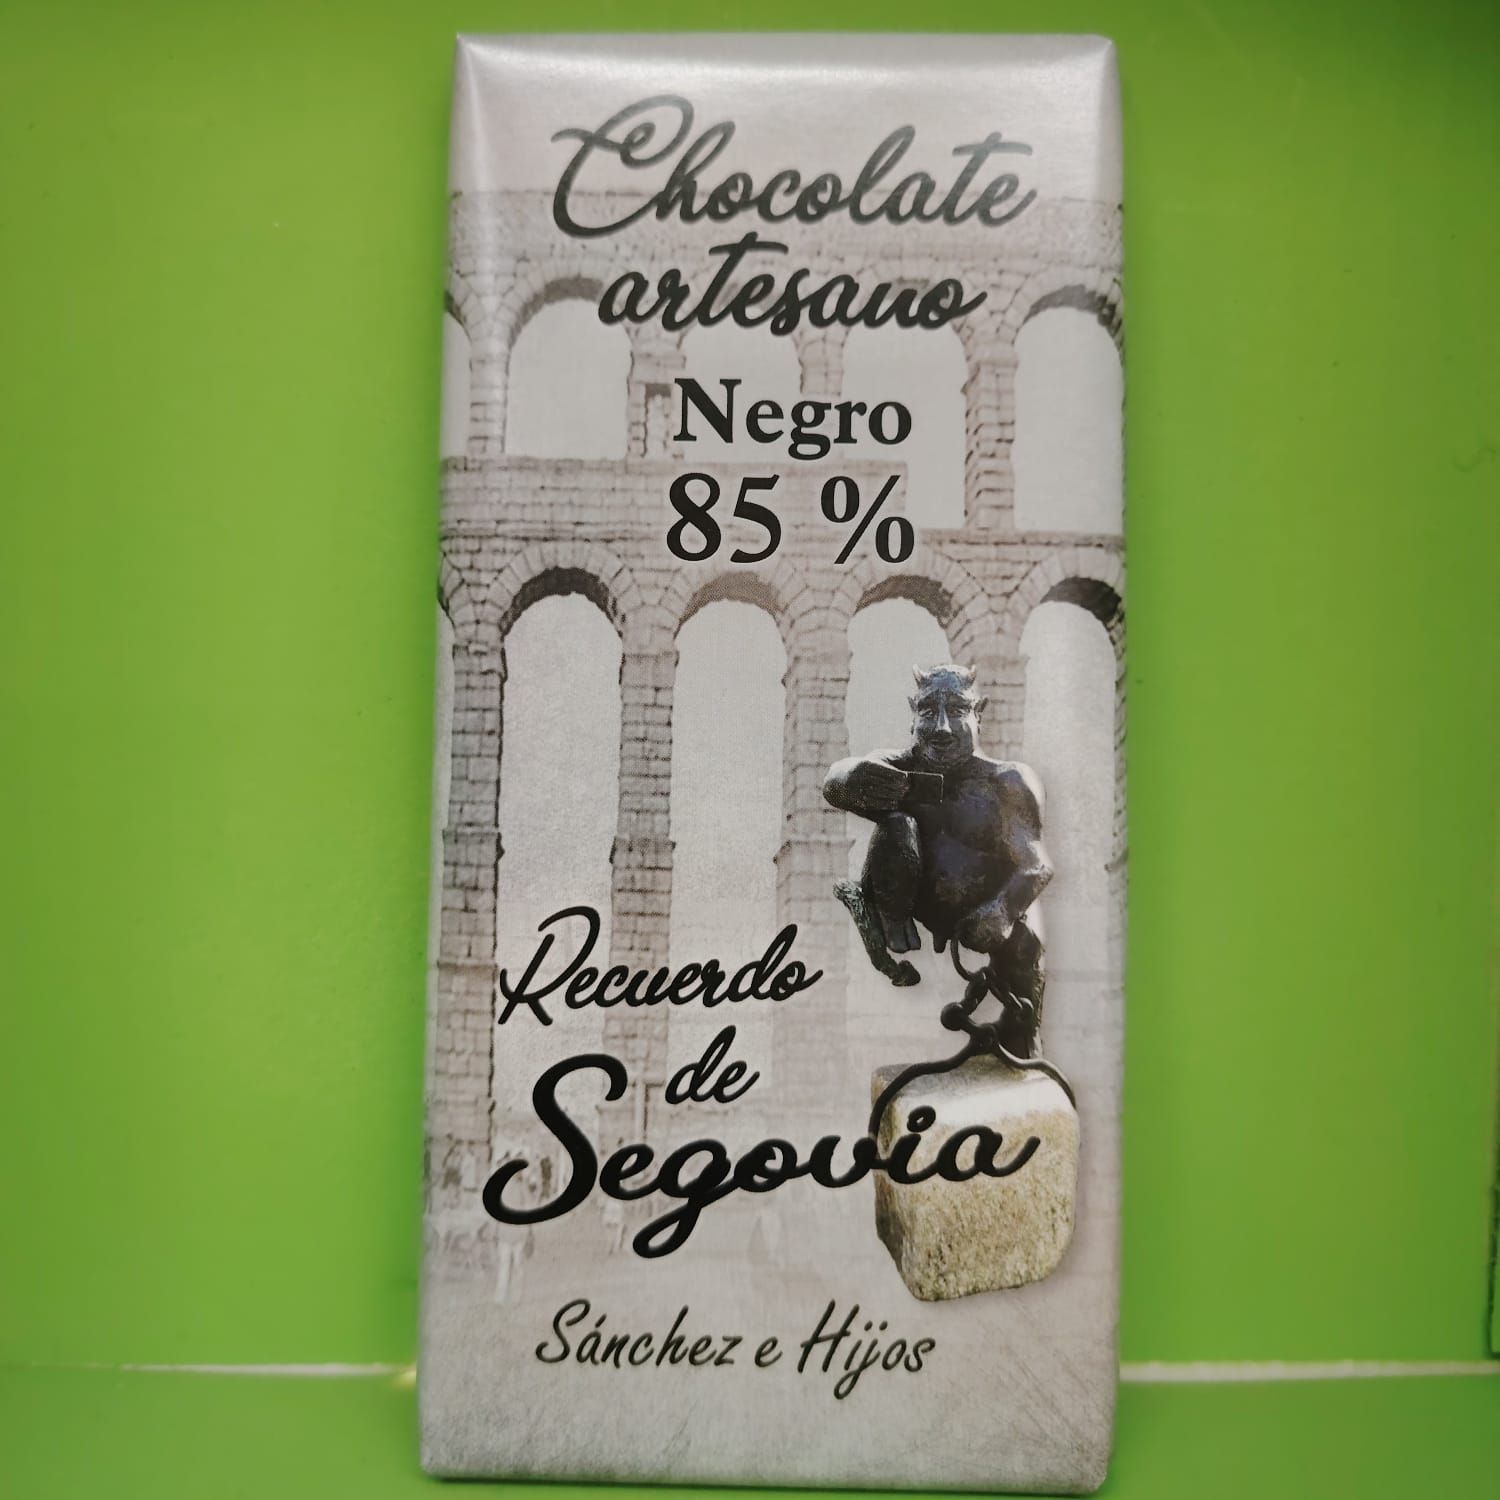 Chocolate
artesano
Negro
85 %
Recuerdo
de
Segovia
Sánchez e Hijos